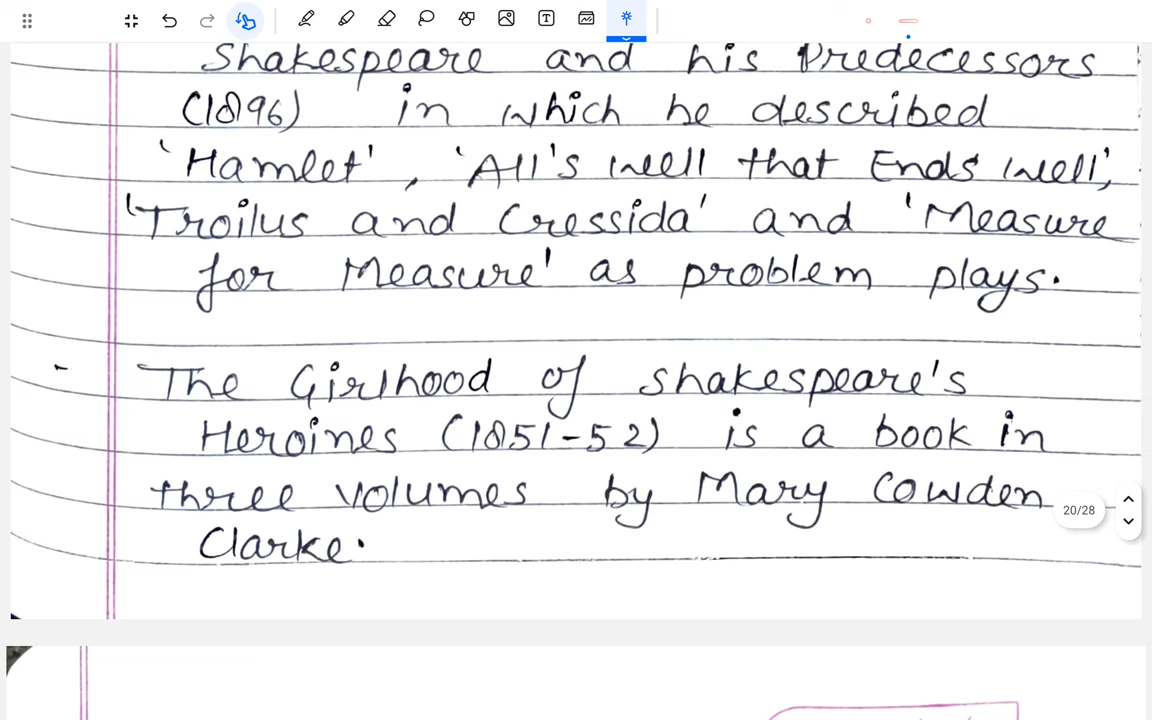 Shakespeare and his Predecessors
(1896) in which he described
'Hamlet', 'All's well that Ends well',
'Troilus and Cressida' and 'Measure
for Measure' as problem plays.
- The Girlhood of Shakespeare's
Heroines (1851-52) is a book in
three volumes by Mary Cowden
20/28
Clarke.